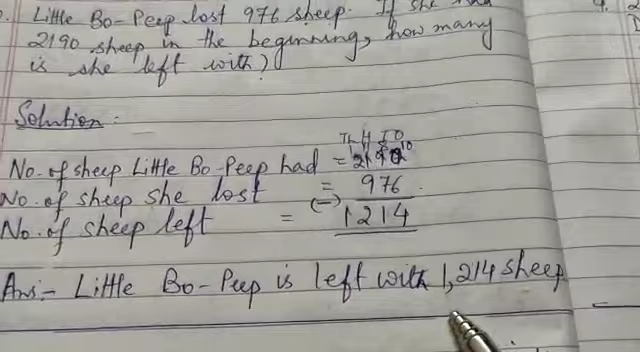 Little Bo-Peep lost 976 sheep. If she had
2190 sheep in the beginning, how many
is she left with?
Solution:
Th H T O
No. of sheep Little Bo-Peep had = 2190
No. of sheep she lost = 976
No. of sheep left = (-) 1214
Ans:- Little Bo-Peep is left with 1,214 sheep